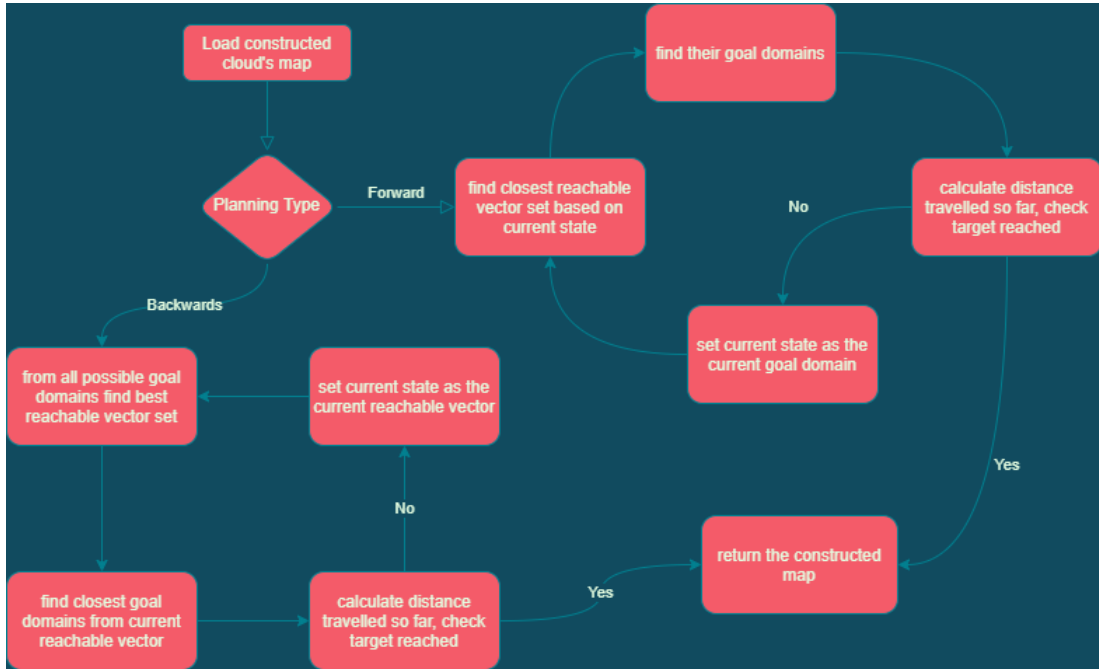 Load constructed
cloud's map
find their goal domains
Planning Type
Forward
find closest reachable
vector set based on
current state
calculate distance
travelled so far, check
target reached
No
Backwards
set current state as the
current goal domain
from all possible goal
domains find best
reachable vector set
set current state as the
current reachable vector
Yes
No
return the constructed
map
find closest goal
domains from current
reachable vector
calculate distance
travelled so far, check
target reached
Yes